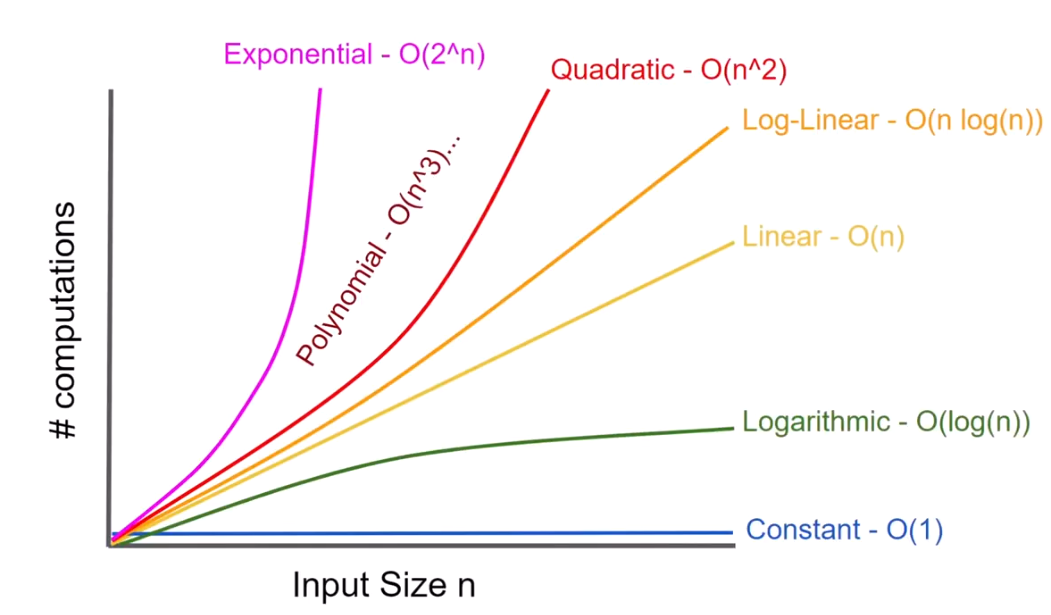 Exponential - O(2^n)
Quadratic - O(n^2)
Log-Linear - O(n log(n))
Polynomial - O(n^3)...
Linear - O(n)
# computations
Logarithmic - O(log(n))
Constant - O(1)
Input Size n